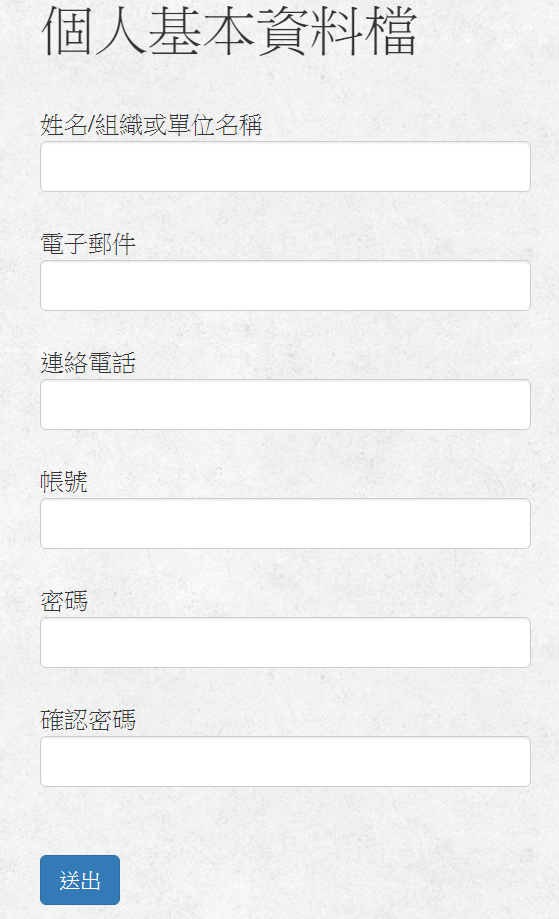 個人基本資料檔
姓名/組織或單位名稱
電子郵件
連絡電話
帳號
密碼
確認密碼
送出